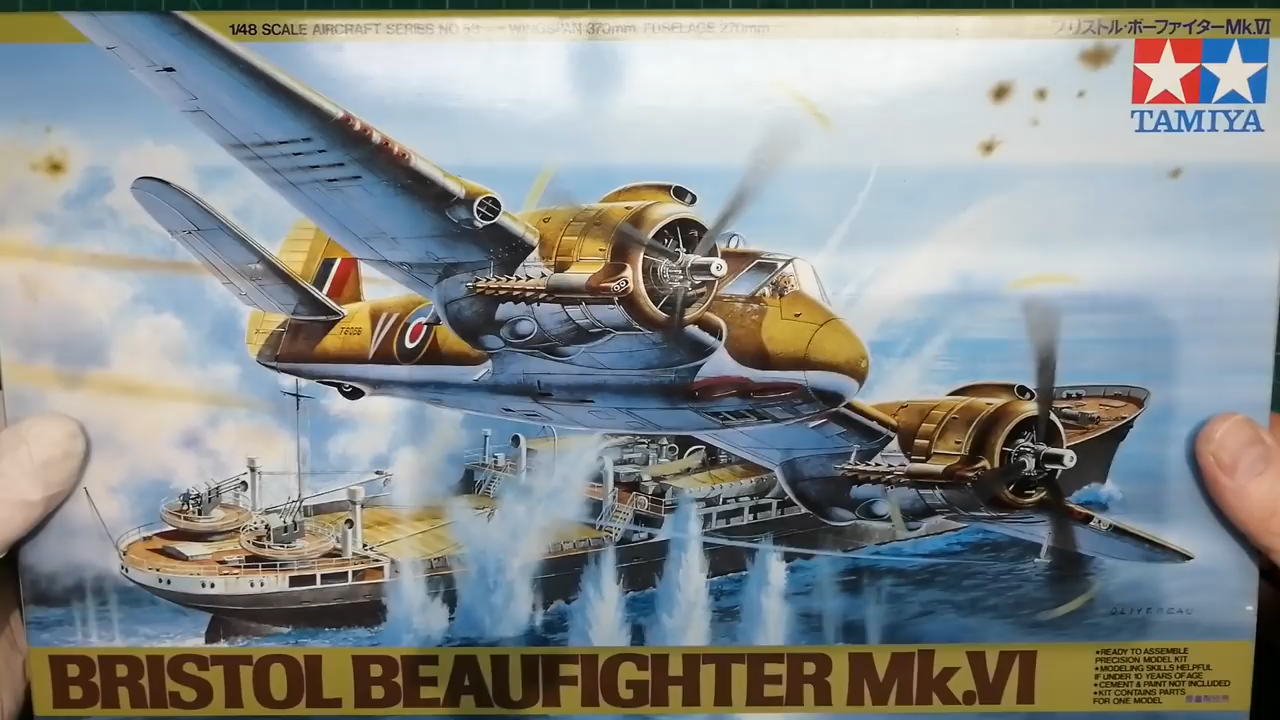 1/48 SCALE AIRCRAFT SERIES NO.53 WINGSPAN 370mm, FUSELAGE 270mm
ブリストル・ボーファイターMk.VI
TAMIYA
V
OLIVEREAU
BRISTOL BEAUFIGHTER Mk.VI
•READY TO ASSEMBLE
PRECISION MODEL KIT
•MODELING SKILLS HELPFUL
IF UNDER 10 YEARS OF AGE
•CEMENT & PAINT NOT INCLUDED
•KIT CONTAINS PARTS
FOR ONE MODEL